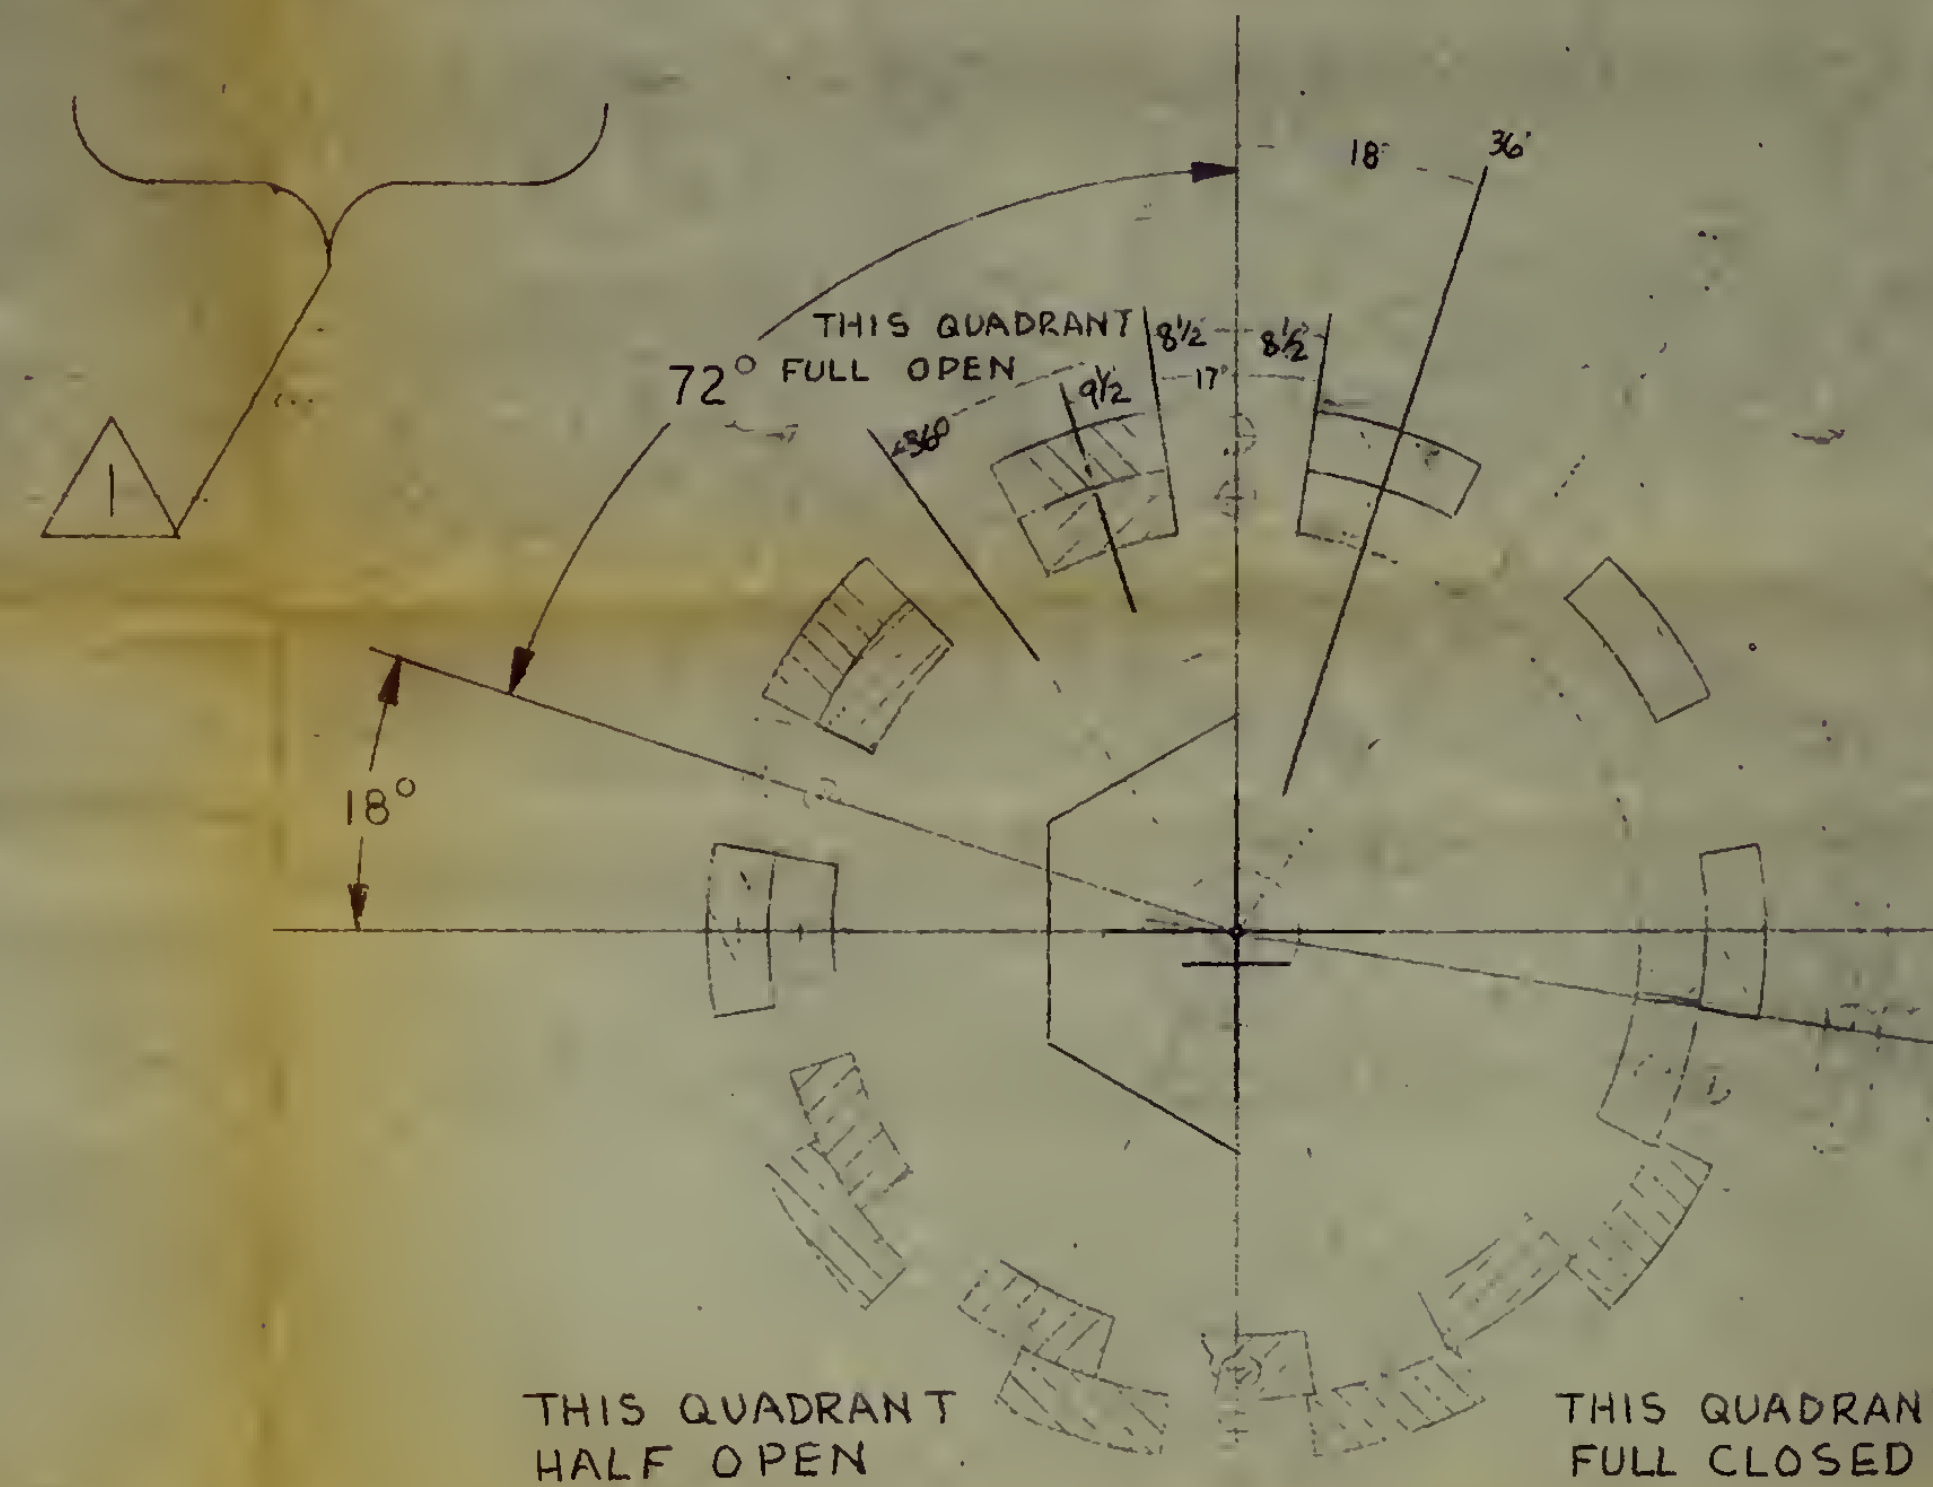 18°
36°
THIS QUADRANT
FULL OPEN
8½
8½
17°
72°
9½
36°
1
18°
THIS QUADRANT
HALF OPEN
THIS QUADRAN
FULL CLOSED